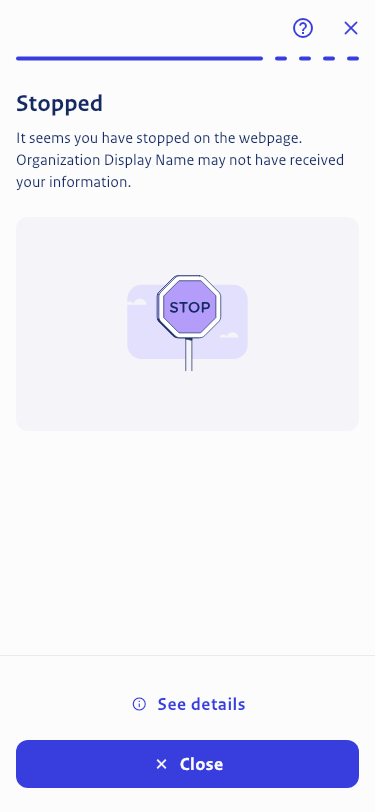 Stopped
It seems you have stopped on the webpage.
Organization Display Name may not have received
your information.
STOP
See details
Close